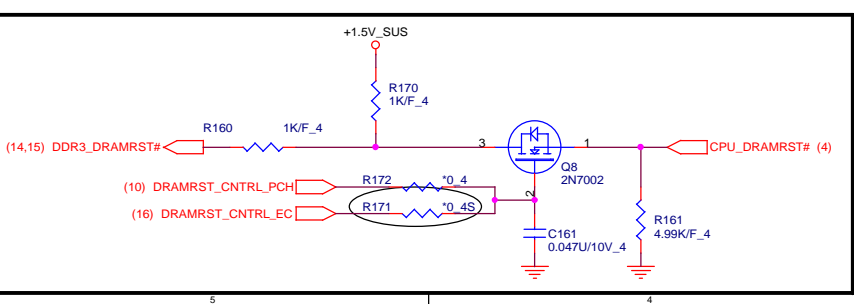 +1.5V_SUS
R170
1K/F_4
R160 1K/F_4
(14,15) DDR3_DRAMRST#
3
1
CPU_DRAMRST# (4)
Q8
2N7002
(10) DRAMRST_CNTRL_PCH
R172 *0_4
2
(16) DRAMRST_CNTRL_EC
R171 *0_4S
R161
4.99K/F_4
C161
0.047U/10V_4
5
4